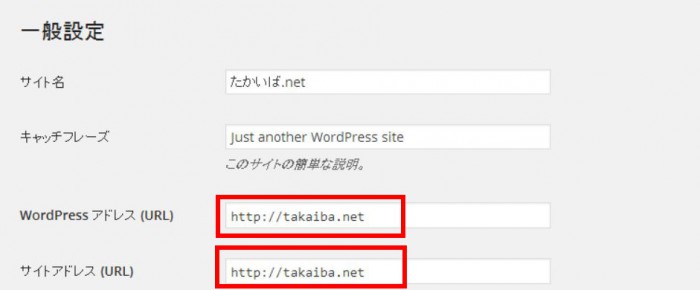 一般設定
サイト名
たかいば.net
キャッチフレーズ
Just another WordPress site
このサイトの簡単な説明。
WordPress アドレス (URL)
http://takaiba.net
サイトアドレス (URL)
http://takaiba.net